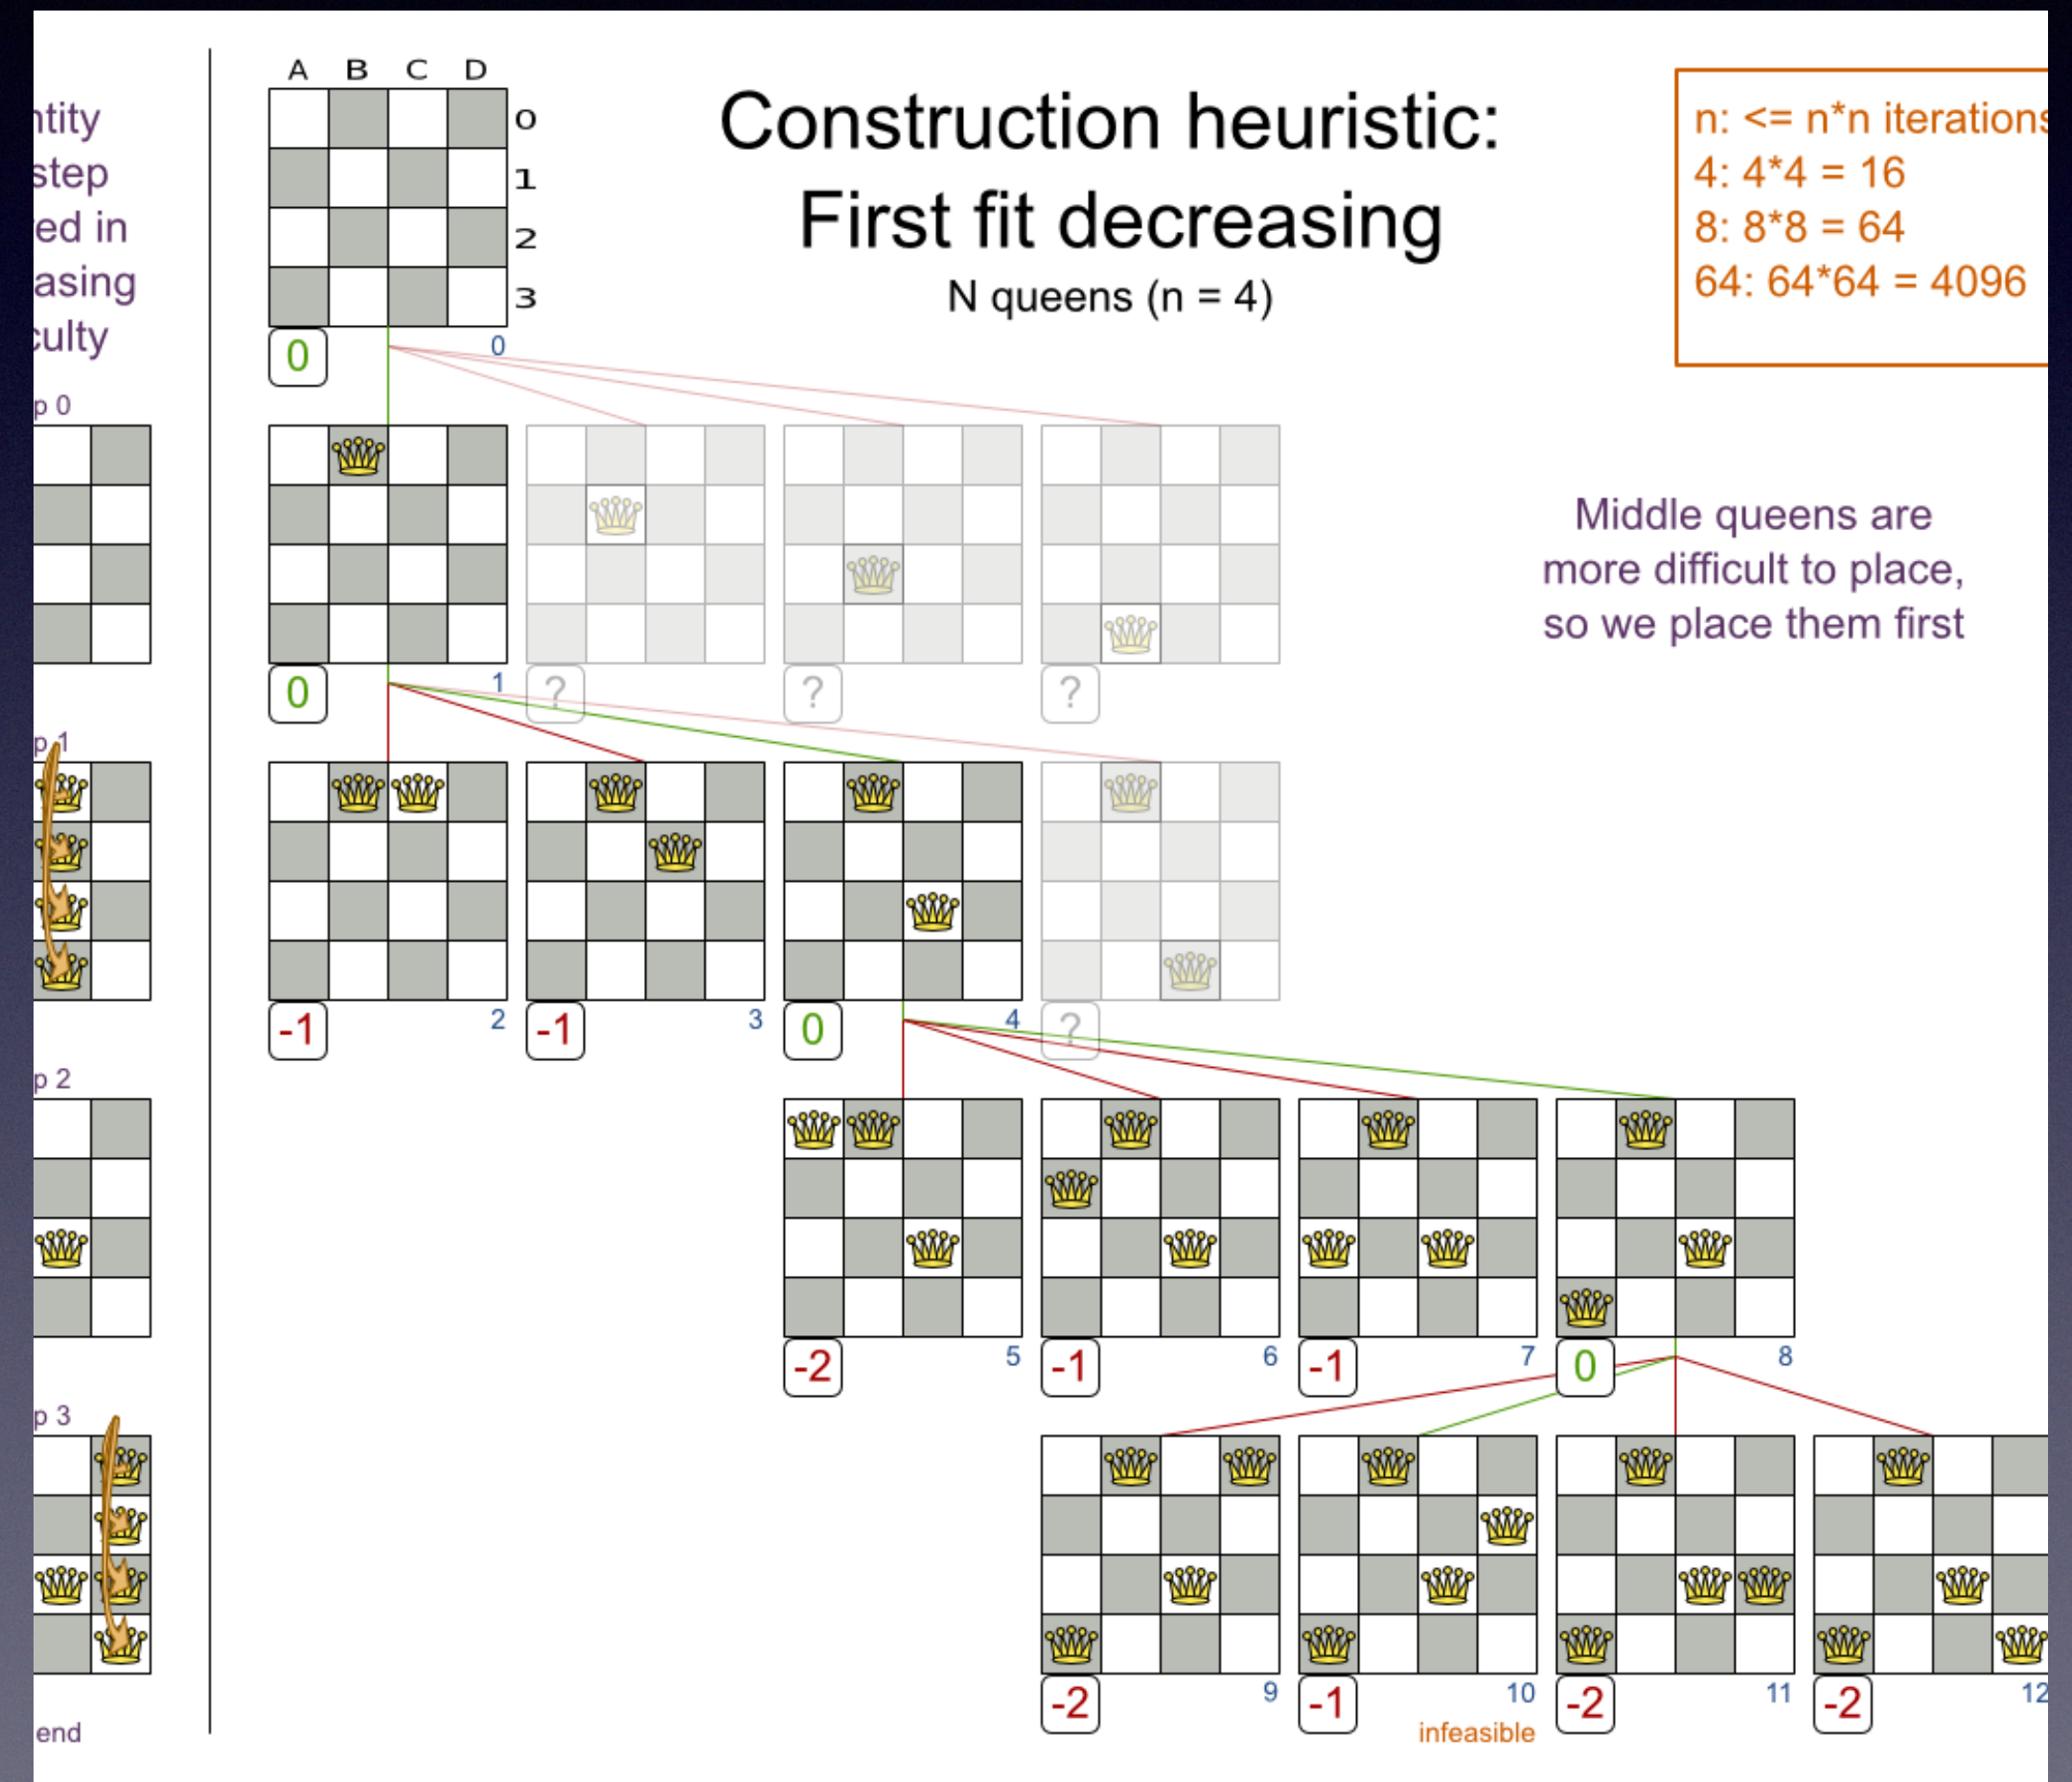 ntity
step
ed in
asing
culty
p 0
p 1
p 2
p 3
end
A B C D
0
1
2
3
Construction heuristic:
First fit decreasing
N queens (n = 4)
n: <= n*n iterations
4: 4*4 = 16
8: 8*8 = 64
64: 64*64 = 4096
0 0
Middle queens are
more difficult to place,
so we place them first
0 1 ? ? ?
-1 2 -1 3 0 4 ?
-2 5 -1 6 -1 7 0 8
-2 9 -1 10 -2 11 -2 12
infeasible